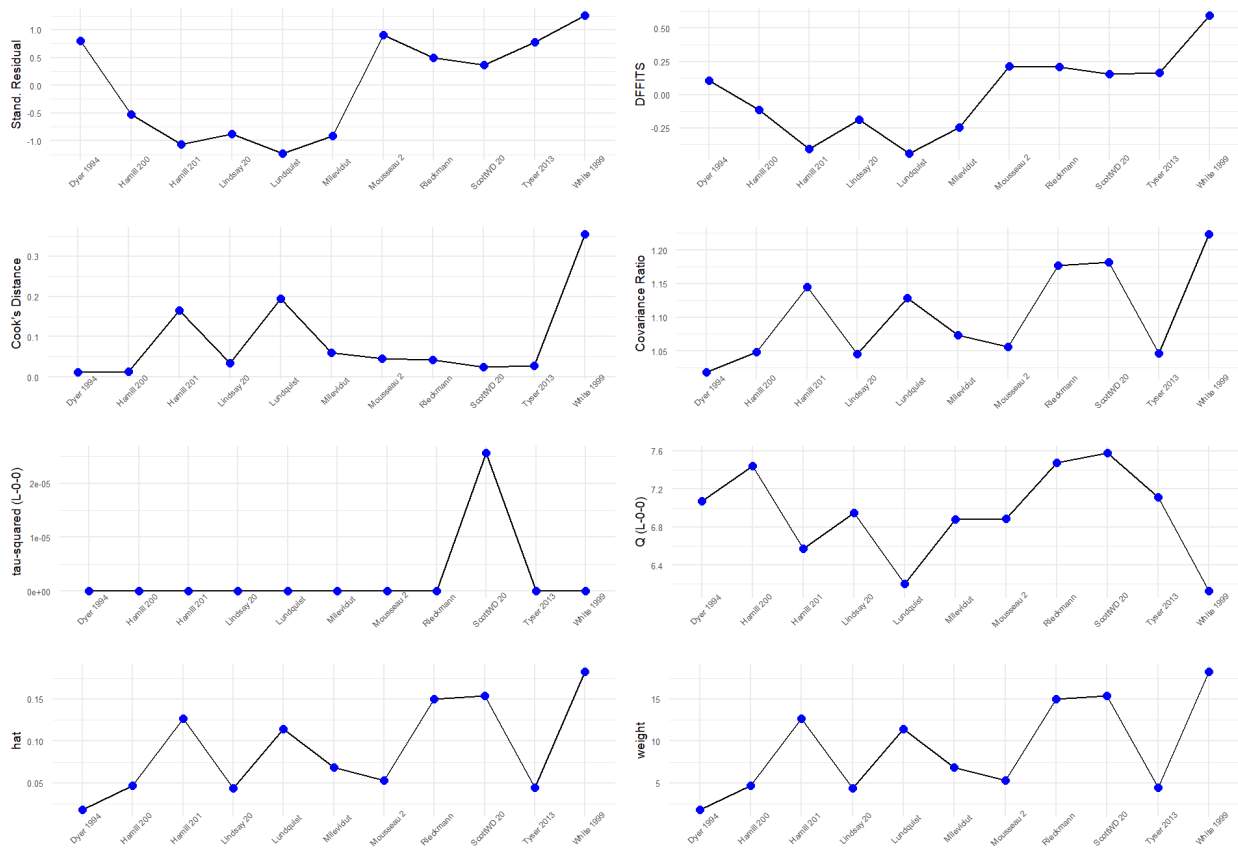 Stand. Residual
1.0
0.5
0.0
-0.5
-1.0
Dyer 1994
Hamill 200
Hamill 201
Lindsay 20
Lundquist
Milevidut
Mousseau 2
Rieckmann
ScottWD 20
Tyser 2013
White 1999
DFFITS
0.50
0.25
0.00
-0.25
Dyer 1994
Hamill 200
Hamill 201
Lindsay 20
Lundquist
Milevidut
Mousseau 2
Rieckmann
ScottWD 20
Tyser 2013
White 1999
Cook's Distance
0.3
0.2
0.1
0.0
Dyer 1994
Hamill 200
Hamill 201
Lindsay 20
Lundquist
Milevidut
Mousseau 2
Rieckmann
ScottWD 20
Tyser 2013
White 1999
Covariance Ratio
1.20
1.15
1.10
1.05
Dyer 1994
Hamill 200
Hamill 201
Lindsay 20
Lundquist
Milevidut
Mousseau 2
Rieckmann
ScottWD 20
Tyser 2013
White 1999
tau-squared (L-0-0)
2e-05
1e-05
0e+00
Dyer 1994
Hamill 200
Hamill 201
Lindsay 20
Lundquist
Milevidut
Mousseau 2
Rieckmann
ScottWD 20
Tyser 2013
White 1999
Q (L-0-0)
7.6
7.2
6.8
6.4
Dyer 1994
Hamill 200
Hamill 201
Lindsay 20
Lundquist
Milevidut
Mousseau 2
Rieckmann
ScottWD 20
Tyser 2013
White 1999
hat
0.15
0.10
0.05
Dyer 1994
Hamill 200
Hamill 201
Lindsay 20
Lundquist
Milevidut
Mousseau 2
Rieckmann
ScottWD 20
Tyser 2013
White 1999
weight
15
10
5
Dyer 1994
Hamill 200
Hamill 201
Lindsay 20
Lundquist
Milevidut
Mousseau 2
Rieckmann
ScottWD 20
Tyser 2013
White 1999